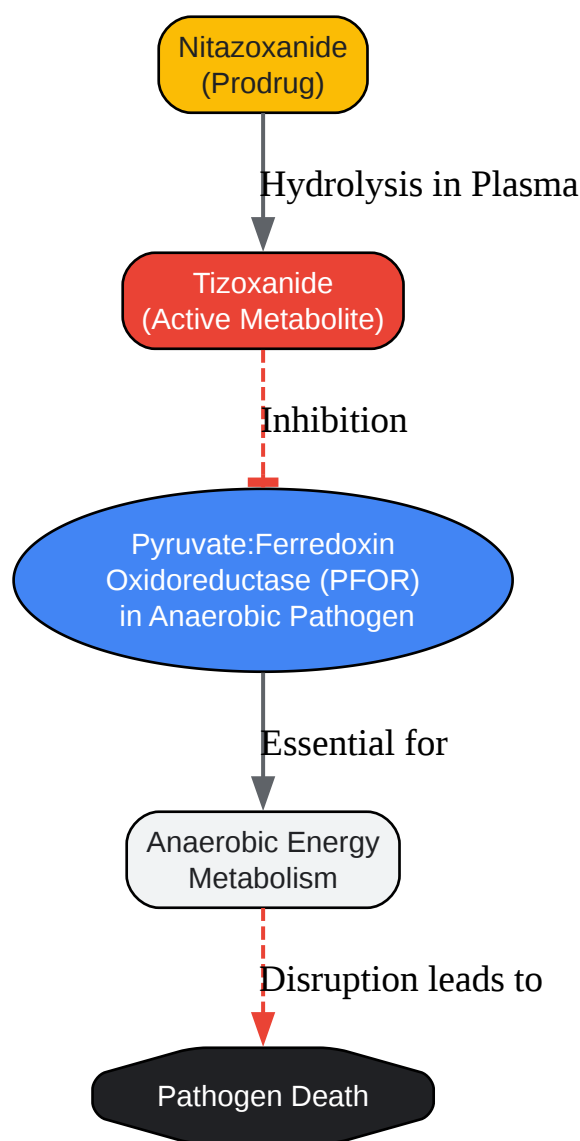 Nitazoxanide
(Prodrug)
Hydrolysis in Plasma
Tizoxanide
(Active Metabolite)
Inhibition
Pyruvate:Ferredoxin
Oxidoreductase (PFOR)
in Anaerobic Pathogen
Essential for
Anaerobic Energy
Metabolism
Disruption leads to
Pathogen Death